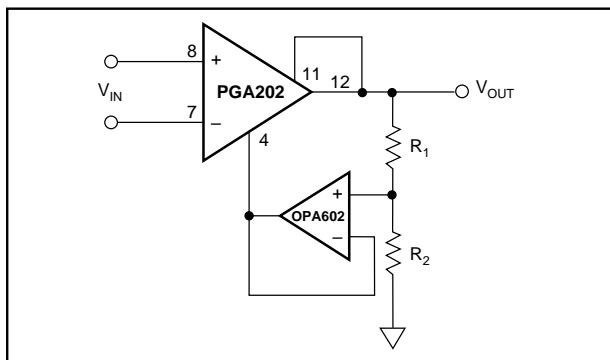 8
+
11
12
V_OUT
V_IN
PGA202
7
–
4
R_1
+
OPA602
–
R_2